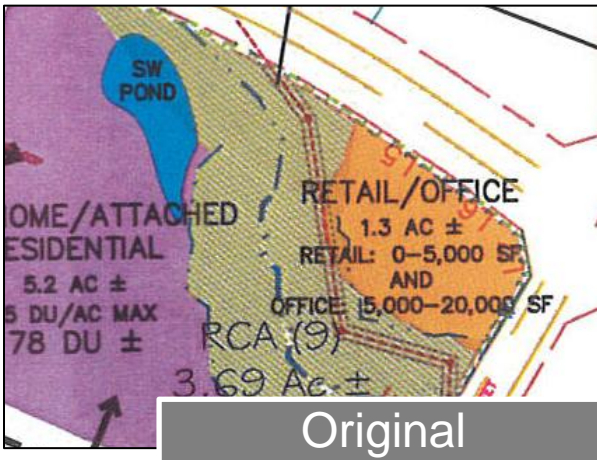 SW
POND
OME/ATTACHED
ESIDENTIAL
5.2 AC ±
5 DU/AC MAX
78 DU ±
RETAIL/OFFICE
1.3 AC ±
RETAIL: 0-5,000 SF
AND
OFFICE: 15,000-20,000 SF
RCA (9)
3.69 Ac ±
Original